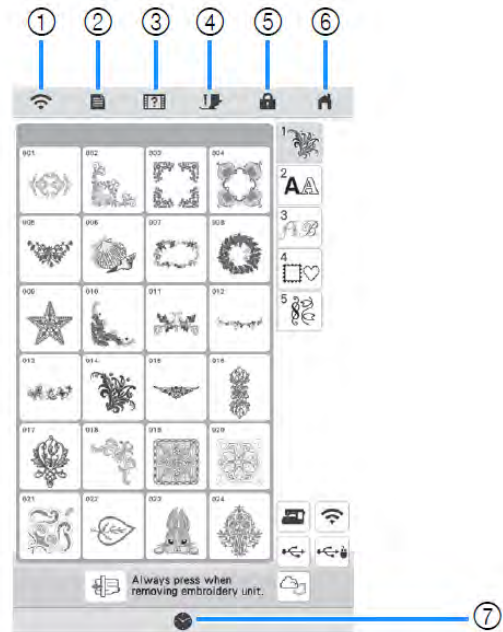 ① ② ③ ④ ⑤ ⑥
001 002 003 004
1
2 AA
005 006 007 008
3 AB
4
009 010 011 012
5
013 014 015 016
017 018 019 020
021 022 023 024
Always press when
removing embroidery unit.
⑦